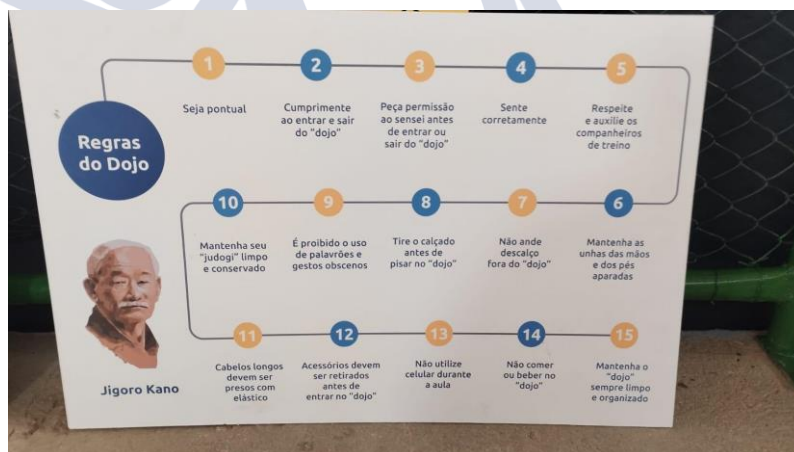 Regras
do Dojo
1
Seja pontual
2
Cumprimente
ao entrar e sair
do "dojo"
3
Peça permissão
ao sensei antes
de entrar ou
sair do "dojo"
4
Sente
corretamente
5
Respeite
e auxilie os
companheiros
de treino
6
Mantenha as
unhas das mãos
e dos pés
aparadas
7
Não ande
descalço
fora do "dojo"
8
Tire o calçado
antes de
pisar no "dojo"
9
É proibido o uso
de palavrões e
gestos obscenos
10
Mantenha seu
"judogi" limpo
e conservado
11
Cabelos longos
devem ser
presos com
elástico
12
Acessórios devem
ser retirados
antes de
entrar no "dojo"
13
Não utilize
celular durante
a aula
14
Não comer
ou beber no
"dojo"
15
Mantenha o
"dojo"
sempre limpo
e organizado
Jigoro Kano